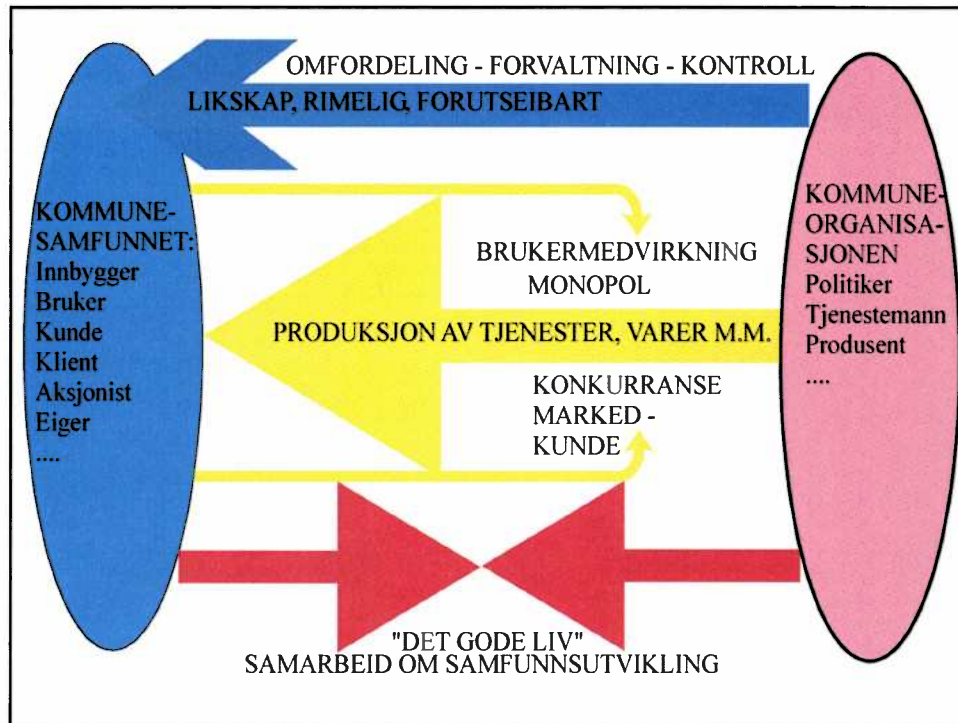 OMFORDELING - FORVALTNING - KONTROLL
LIKSKAP, RIMELIG, FORUTSEIBART
KOMMUNE-
SAMFUNNET:
Innbygger
Bruker
Kunde
Klient
Aksjonist
Eiger
....
BRUKERMEDVIRKNING
MONOPOL
PRODUKSJON AV TJENESTER, VARER M.M.
KONKURRANSE
MARKED -
KUNDE
KOMMUNE-
ORGANISA-
SJONEN
Politiker
Tjenestemann
Produsent
....
"DET GODE LIV"
SAMARBEID OM SAMFUNNSUTVIKLING